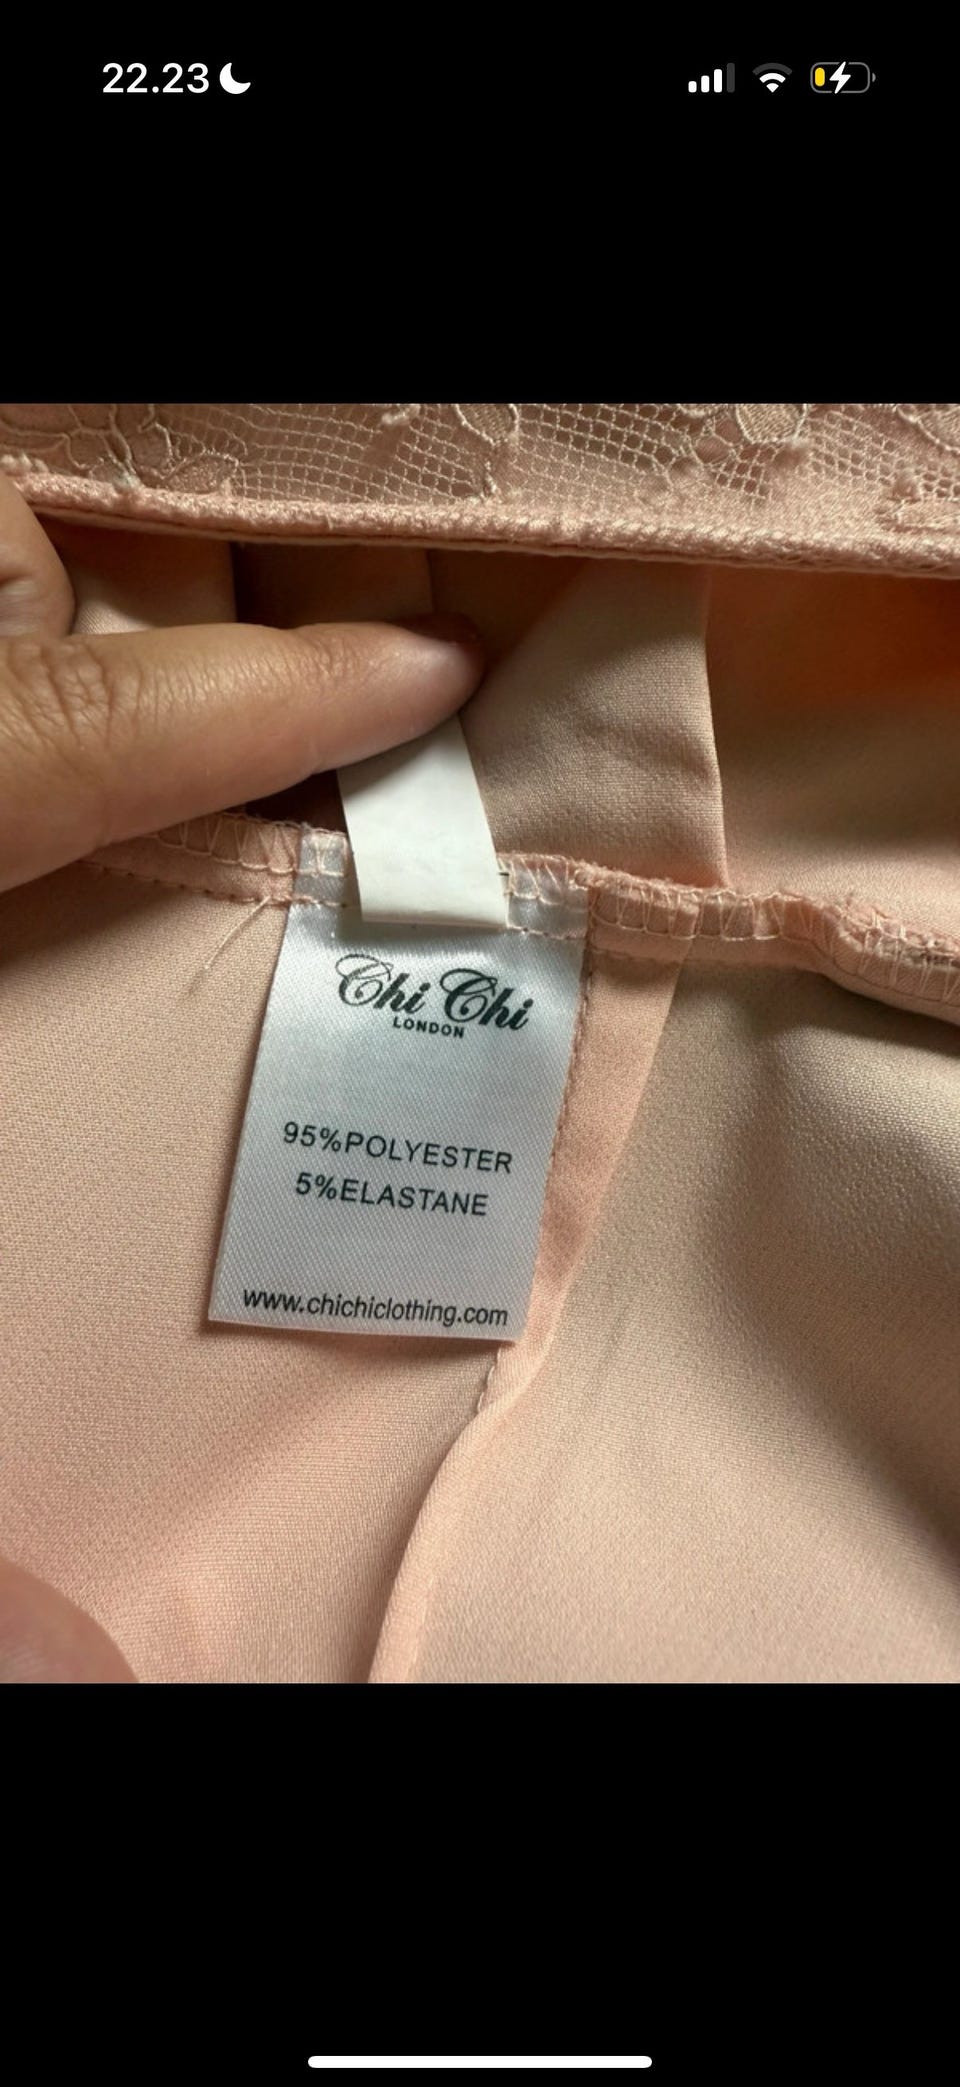 22.23
Chi Chi
LONDON
95%POLYESTER
5%ELASTANE
www.chichiclothing.com